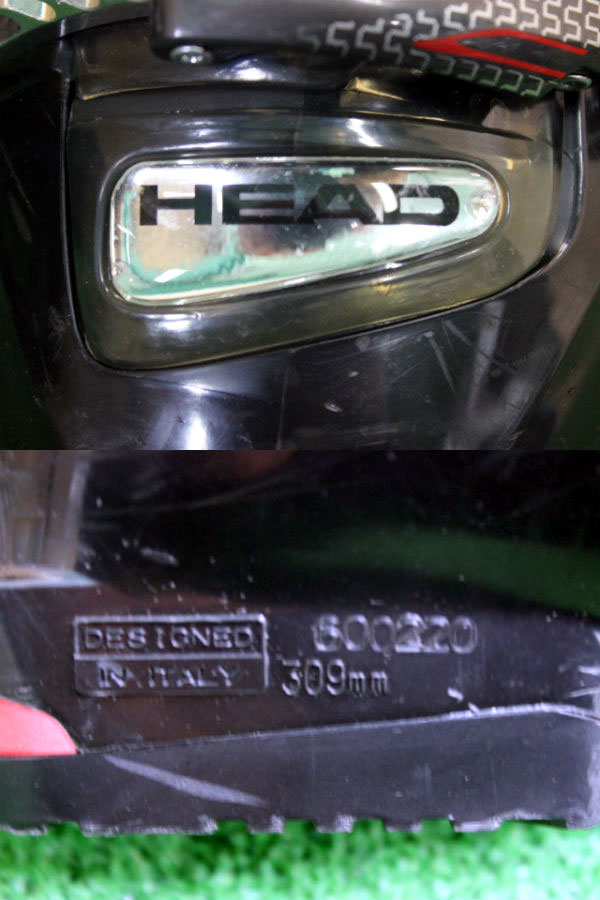 HEAD
DESIGNED
IN ITALY
600220
309mm